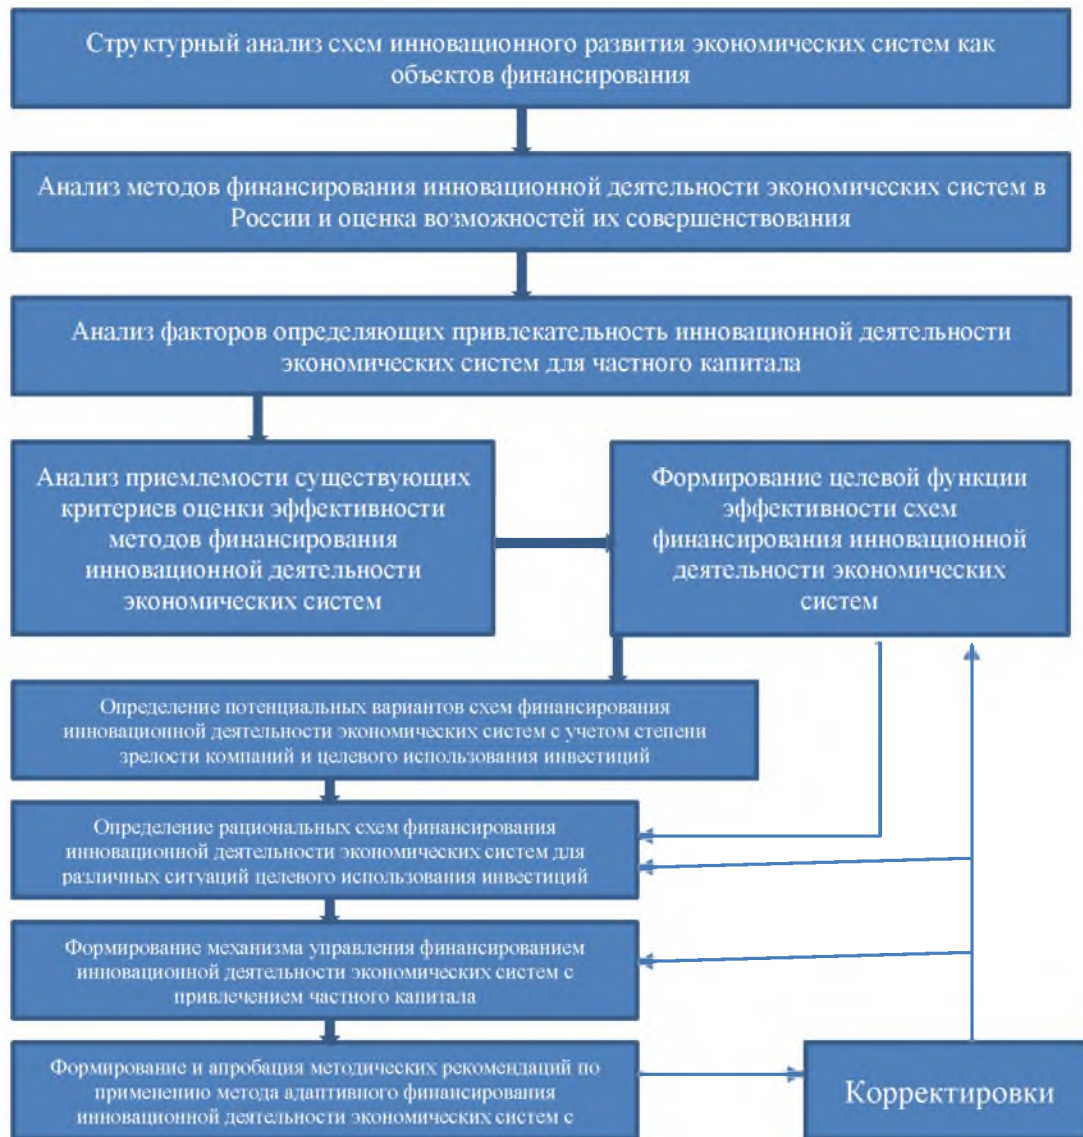 Структурный анализ схем инновационного развития экономических систем как
объектов финансирования
Анализ методов финансирования инновационной деятельности экономических систем в
России и оценка возможностей их совершенствования
Анализ факторов определяющих привлекательность инновационной деятельности
экономических систем для частного капитала
Анализ приемлемости существующих
критериев оценки эффективности
методов финансирования
инновационной деятельности
экономических систем
Формирование целевой функции
эффективности схем
финансирования инновационной
деятельности экономических
систем
Определение потенциальных вариантов схем финансирования
инновационной деятельности экономических систем с учетом степени
зрелости компаний и целевого использования инвестиций
Определение рациональных схем финансирования
инновационной деятельности экономических систем для
различных ситуаций целевого использования инвестиций
Формирование механизма управления финансированием
инновационной деятельности экономических систем с
привлечением частного капитала
Формирование и апробация методических рекомендаций по
применению метода адаптивного финансирования
инновационной деятельности экономических систем с
Корректировки